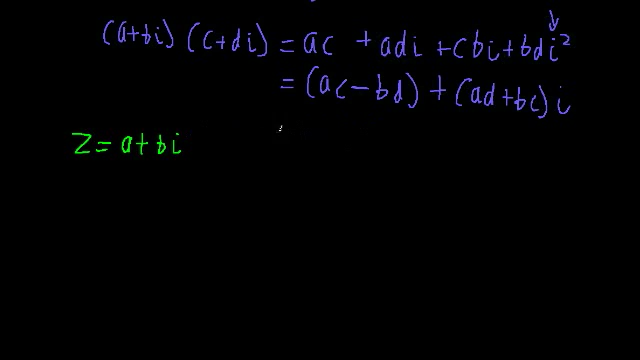 (a+bi) (c+di) = ac + adi + cbi + bdi²
= (ac-bd) + (ad+bc)i
z = a+bi